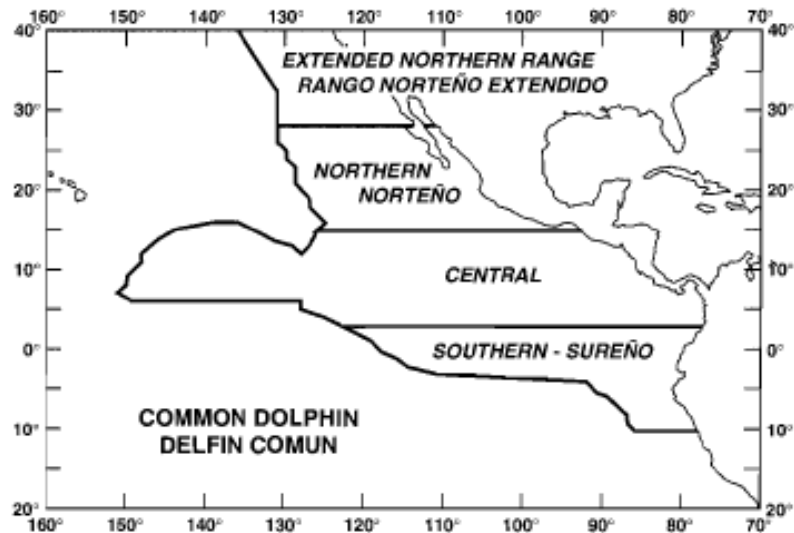 160° 150° 140° 130° 120° 110° 100° 90° 80° 70°
40° 40°
EXTENDED NORTHERN RANGE
RANGO NORTEÑO EXTENDIDO
30° 30°
NORTHERN
NORTEÑO
20° 20°
10° 10°
CENTRAL
0° 0°
SOUTHERN - SUREÑO
COMMON DOLPHIN
DELFIN COMUN
10° 10°
20° 20°
160° 150° 140° 130° 120° 110° 100° 90° 80° 70°